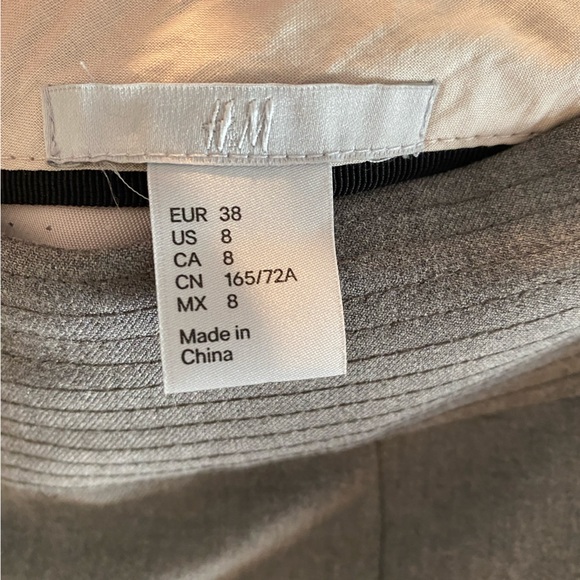 H&M
EUR 38
US 8
CA 8
CN 165/72A
MX 8
Made in
China